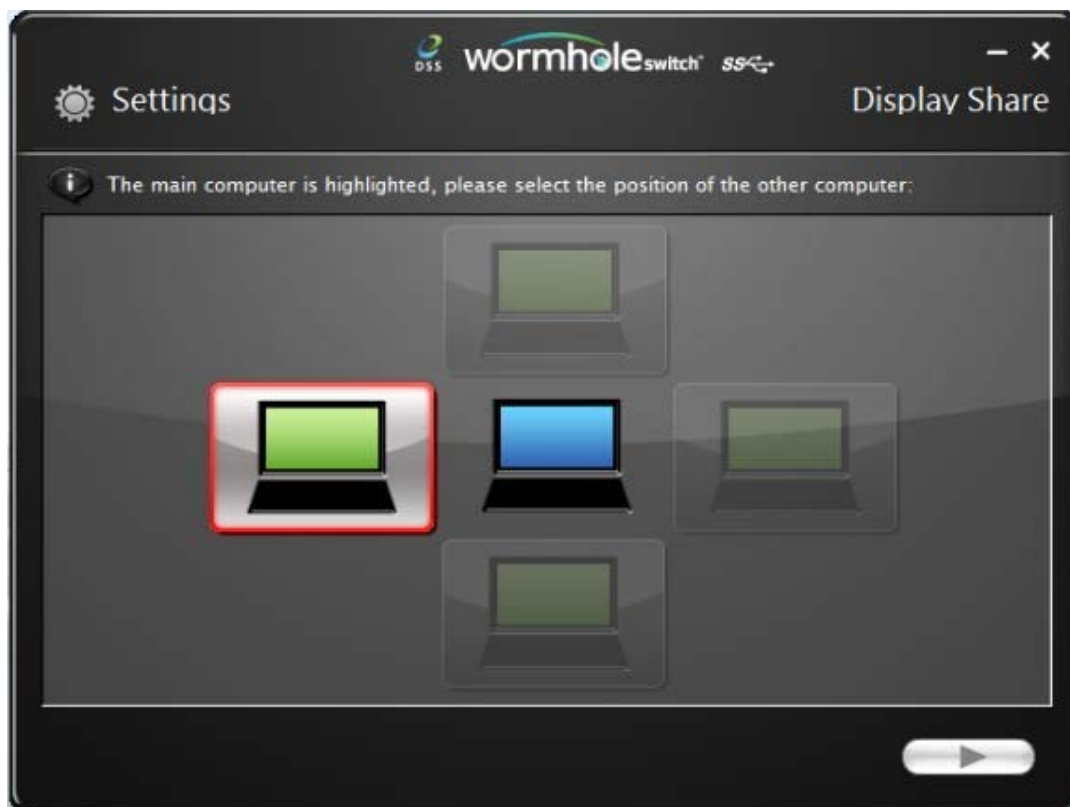 DSS wormhole switch SS
Settings
Display Share
The main computer is highlighted, please select the position of the other computer: